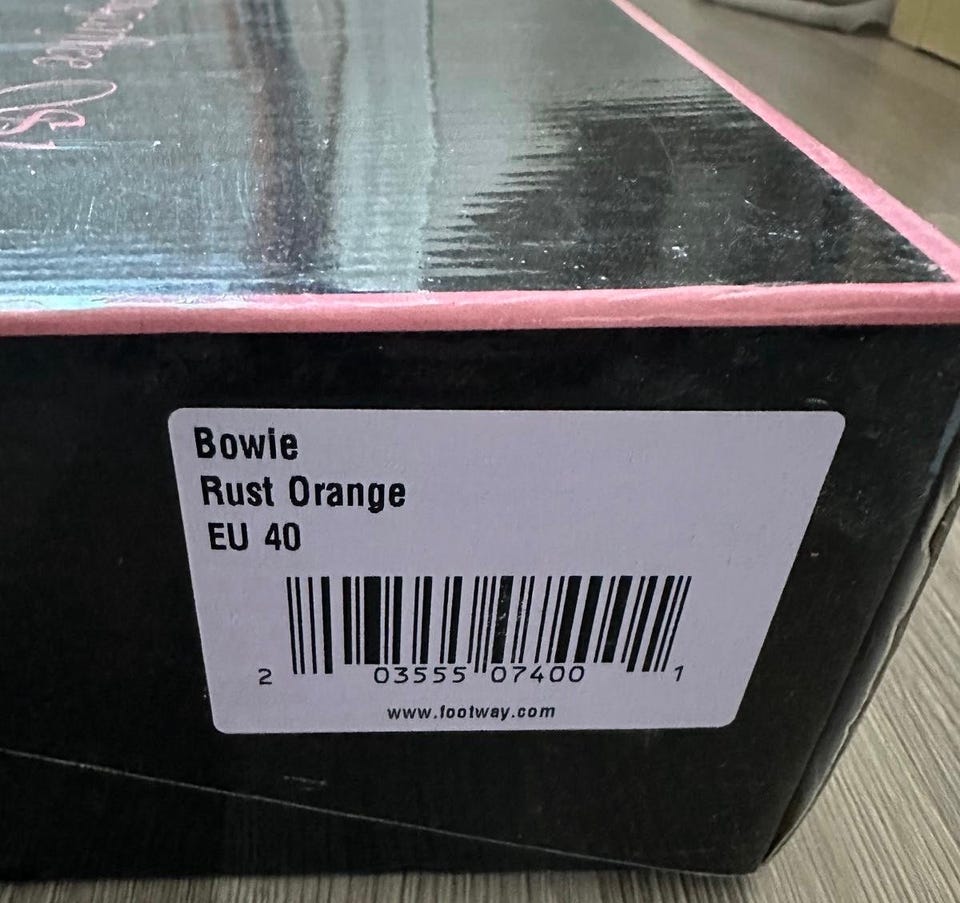 Bowie
Rust Orange
EU 40
2 03555 07400 1
www.footway.com